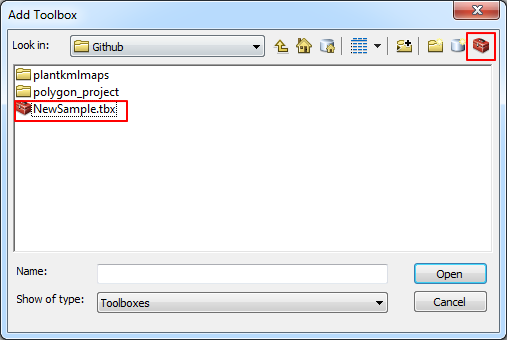 Add Toolbox
Look in: Github
plantkmlmaps
polygon_project
NewSample.tbx
Name: Open
Show of type: Toolboxes Cancel